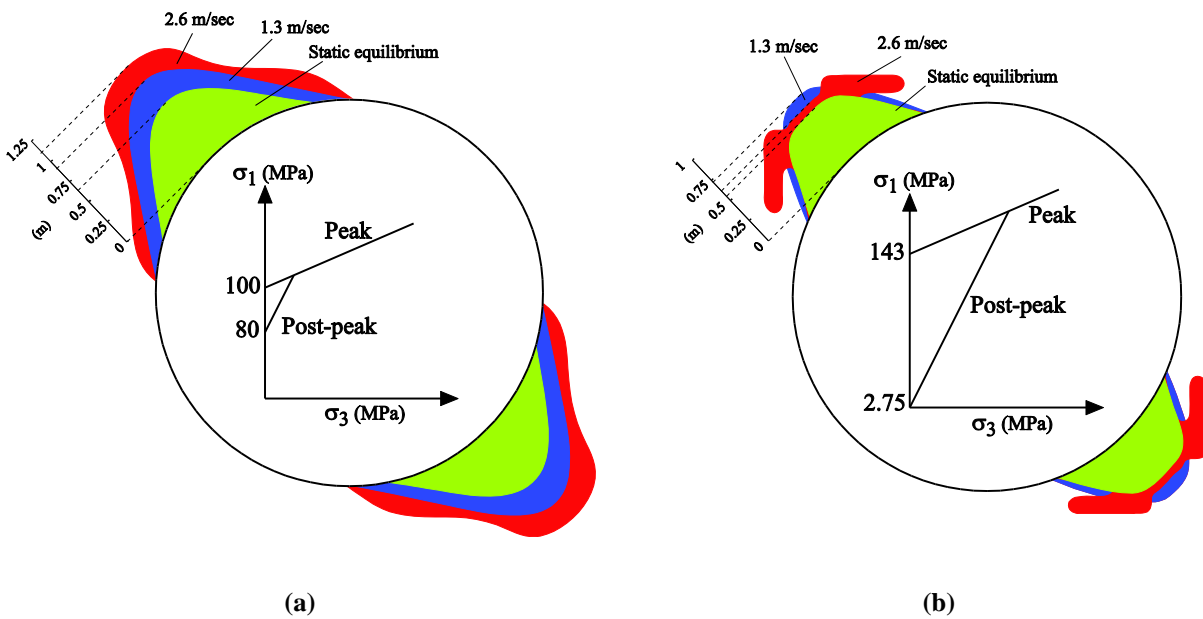 2.6 m/sec
1.3 m/sec
Static equilibrium
1.25
1
0.75
0.5
0.25
0
(m)
σ1 (MPa)
Peak
100
80
Post-peak
σ3 (MPa)
(a)
1.3 m/sec
2.6 m/sec
Static equilibrium
1
0.75
0.5
0.25
0
(m)
σ1 (MPa)
Peak
143
Post-peak
2.75
σ3 (MPa)
(b)